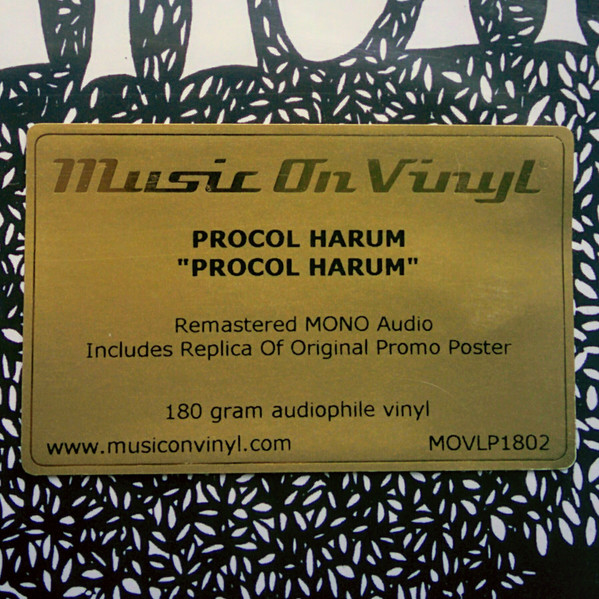 Music On Vinyl
PROCOL HARUM
"PROCOL HARUM"
Remastered MONO Audio
Includes Replica Of Original Promo Poster
180 gram audiophile vinyl
www.musiconvinyl.com MOVLP1802